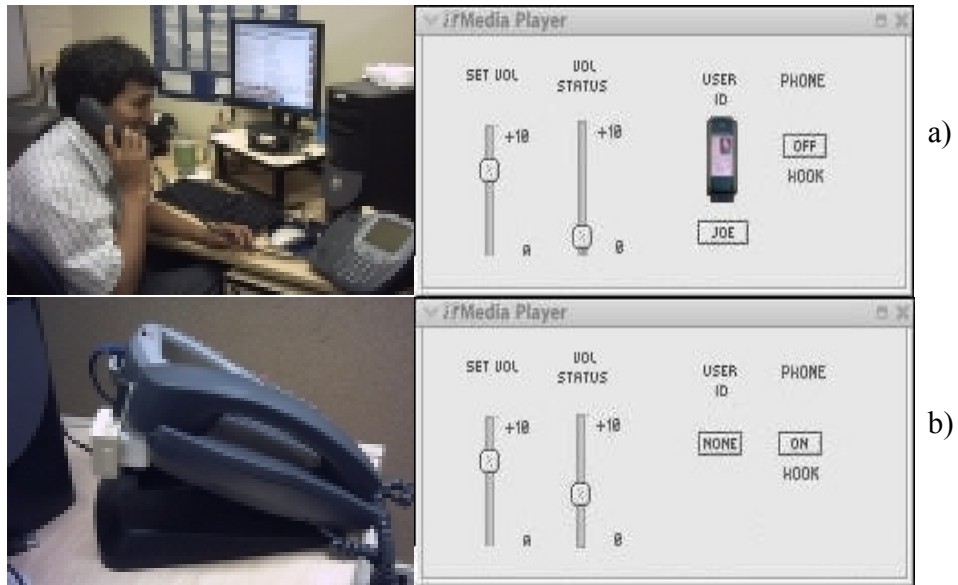 ifMedia Player
SET VOL
VOL
STATUS
USER
ID
PHONE
+10
+10
OFF
HOOK
JOE
0
0
a)
ifMedia Player
SET VOL
VOL
STATUS
USER
ID
PHONE
+10
+10
NONE
ON
HOOK
0
0
b)